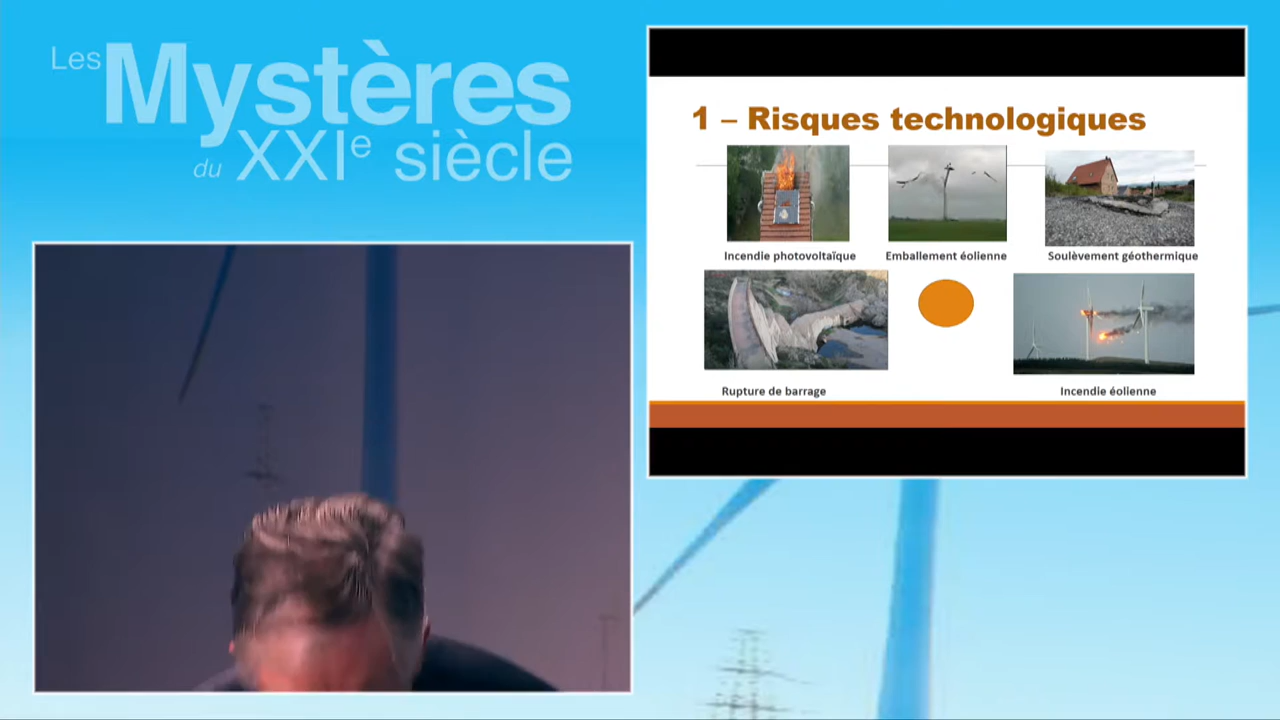 Les Mystères
du XXIe siècle
1 – Risques technologiques
Incendie photovoltaïque
Emballement éolienne
Soulèvement géothermique
Rupture de barrage
Incendie éolienne